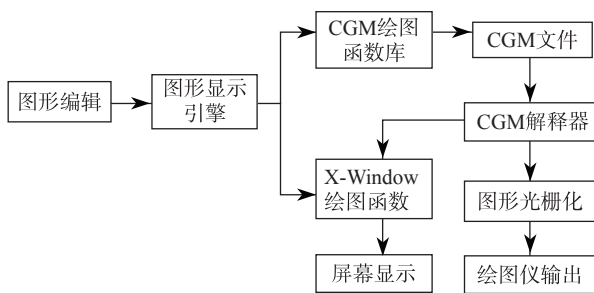 图形编辑
图形显示
引擎
CGM绘图
函数库
CGM文件
CGM解释器
X-Window
绘图函数
图形光栅化
屏幕显示
绘图仪输出